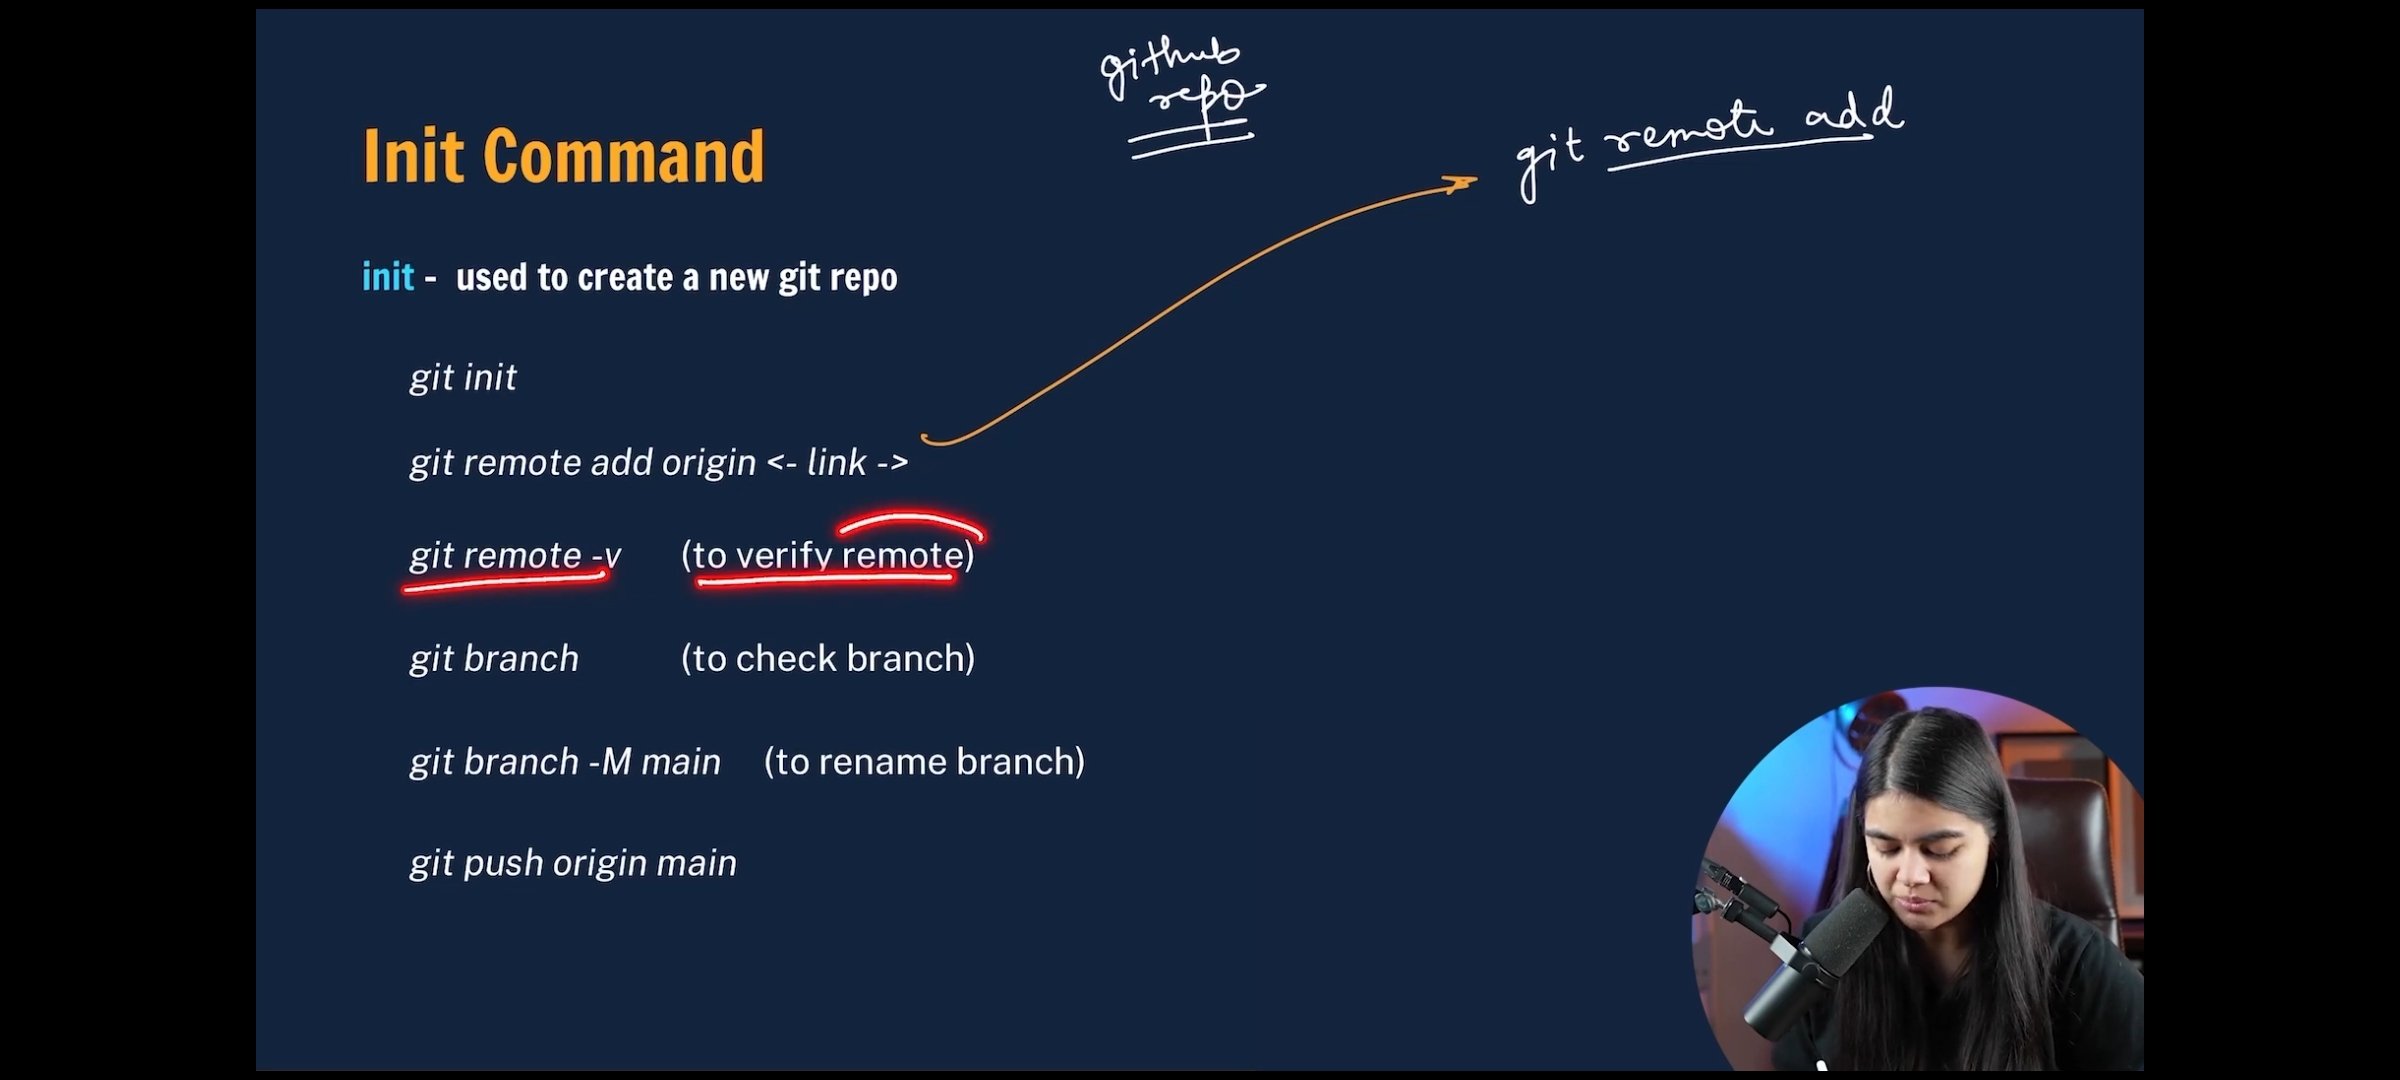 github
repo
git remote add
Init Command
init - used to create a new git repo
git init
git remote add origin <- link ->
git remote -v (to verify remote)
git branch (to check branch)
git branch -M main (to rename branch)
git push origin main